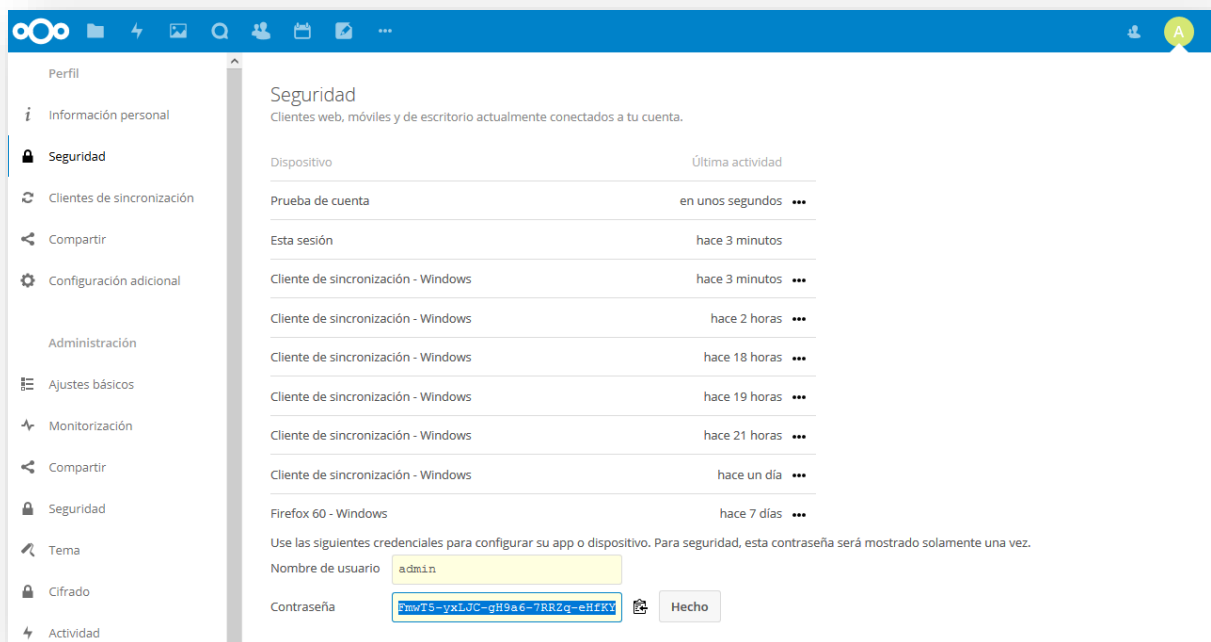 A
Perfil
Información personal
Seguridad
Clientes de sincronización
Compartir
Configuración adicional
Administración
Ajustes básicos
Monitorización
Compartir
Seguridad
Tema
Cifrado
Actividad
Seguridad
Clientes web, móviles y de escritorio actualmente conectados a tu cuenta.
Dispositivo Última actividad
Prueba de cuenta en unos segundos
Esta sesión hace 3 minutos
Cliente de sincronización - Windows hace 3 minutos
Cliente de sincronización - Windows hace 2 horas
Cliente de sincronización - Windows hace 18 horas
Cliente de sincronización - Windows hace 19 horas
Cliente de sincronización - Windows hace 21 horas
Cliente de sincronización - Windows hace un día
Firefox 60 - Windows hace 7 días
Use las siguientes credenciales para configurar su app o dispositivo. Para seguridad, esta contraseña será mostrado solamente una vez.
Nombre de usuario admin
Contraseña FmwT5-yxLJC-gH9a6-7RRZq-eHfKY Hecho